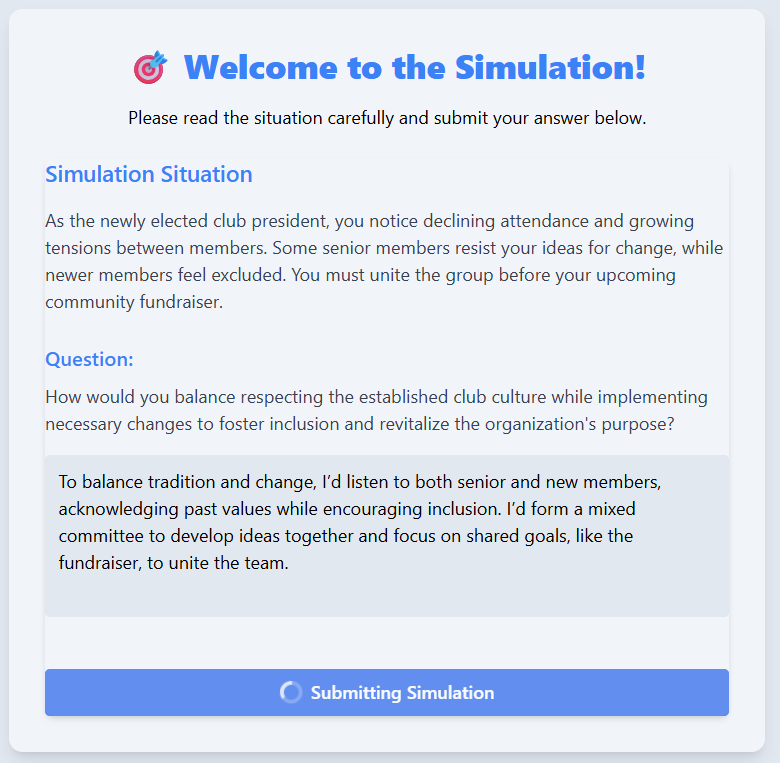 Welcome to the Simulation!
Please read the situation carefully and submit your answer below.
Simulation Situation
As the newly elected club president, you notice declining attendance and growing
tensions between members. Some senior members resist your ideas for change, while
newer members feel excluded. You must unite the group before your upcoming
community fundraiser.
Question:
How would you balance respecting the established club culture while implementing
necessary changes to foster inclusion and revitalize the organization's purpose?
To balance tradition and change, I’d listen to both senior and new members,
acknowledging past values while encouraging inclusion. I’d form a mixed
committee to develop ideas together and focus on shared goals, like the
fundraiser, to unite the team.
Submitting Simulation